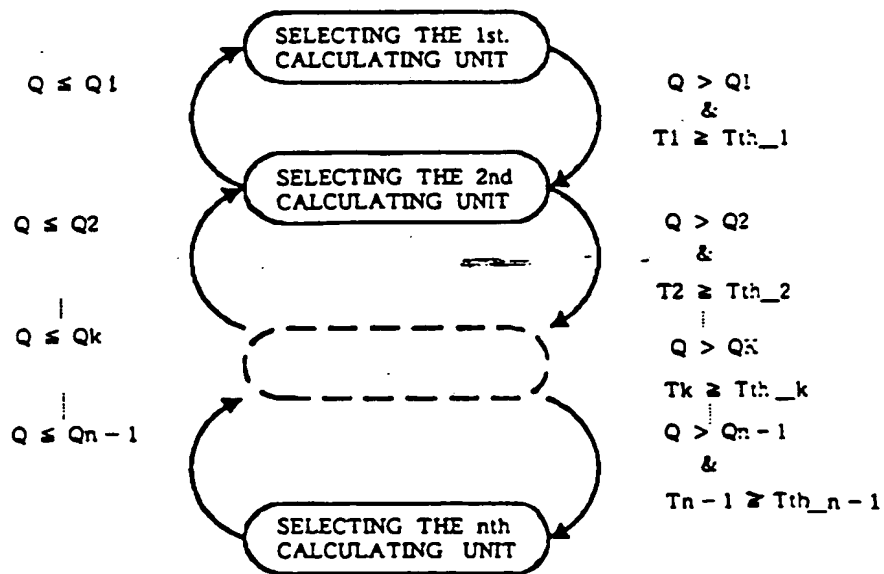 SELECTING THE 1st.
CALCULATING UNIT
Q ≦ Q1
Q > Q1
&
T1 ≧ Tth_1
SELECTING THE 2nd
CALCULATING UNIT
Q ≦ Q2
Q > Q2
&
T2 ≧ Tth_2
Q ≦ Qk
Q > QK
Tk ≧ Tth_k
Q ≦ Qn-1
Q > Qn-1
&
Tn-1 ≧ Tth_n-1
SELECTING THE nth
CALCULATING UNIT